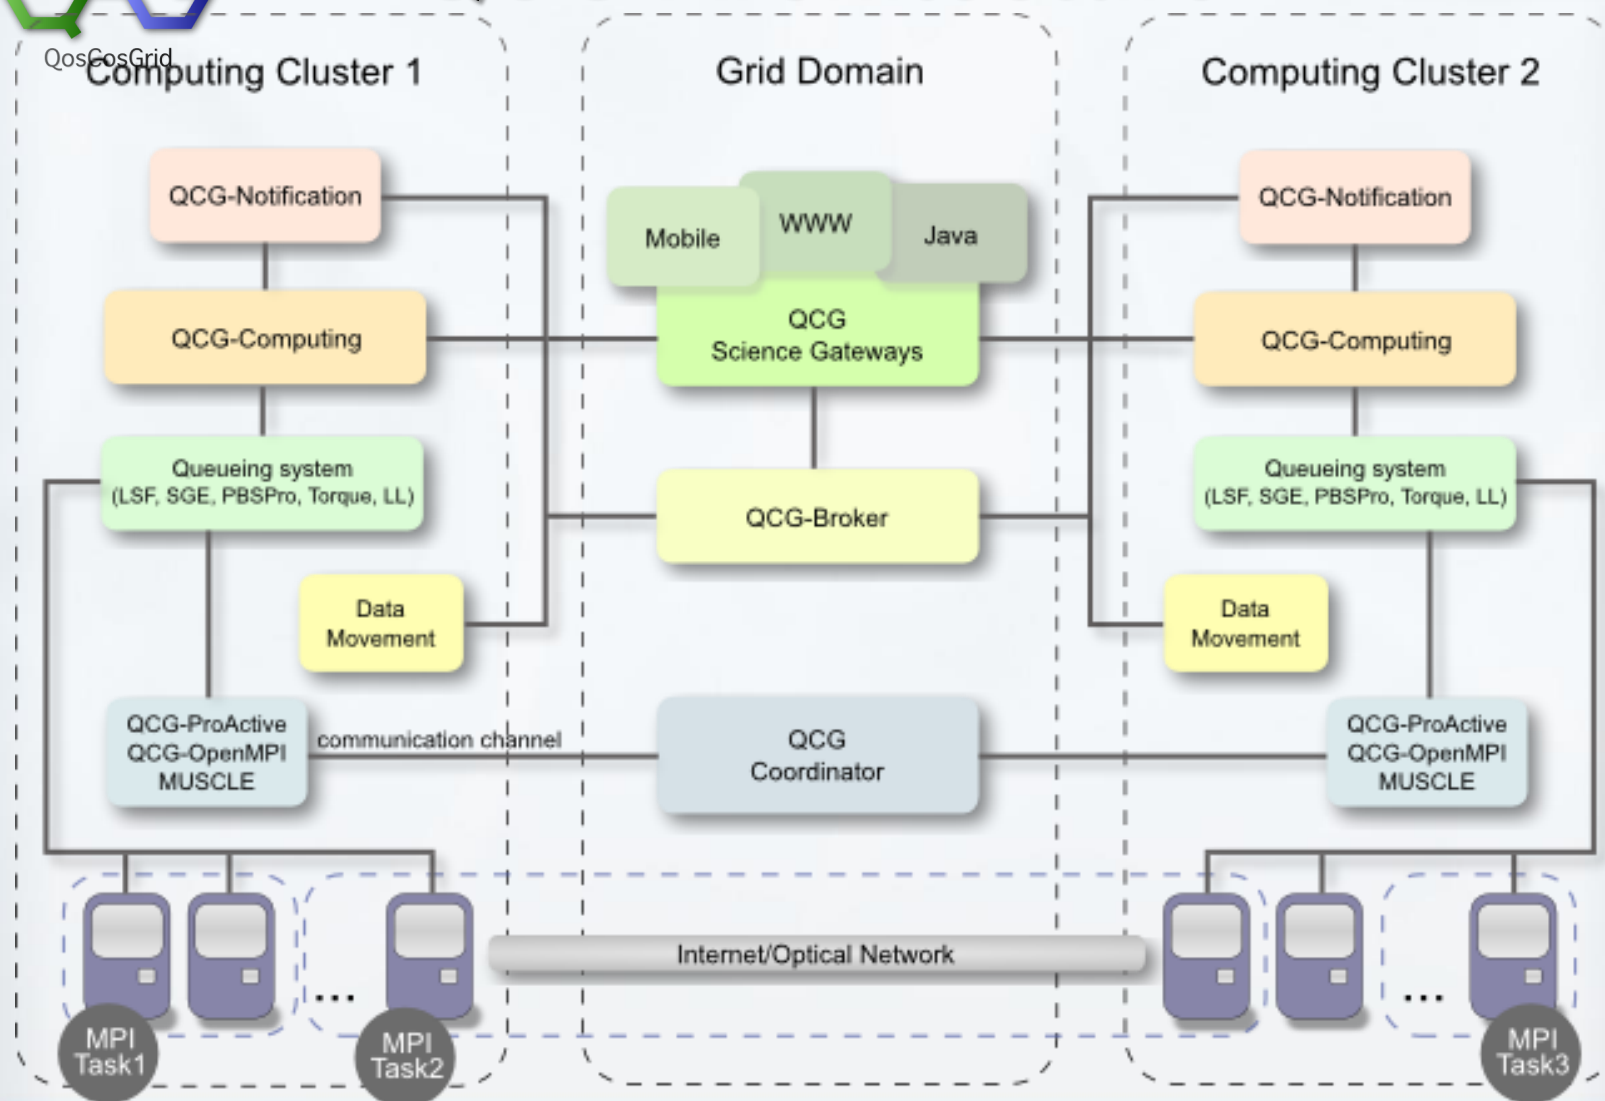 QosCosGrid
Computing Cluster 1
Grid Domain
Computing Cluster 2
QCG-Notification
Mobile
WWW
Java
QCG-Notification
QCG-Computing
QCG
Science Gateways
QCG-Computing
Queueing system
(LSF, SGE, PBSPro, Torque, LL)
QCG-Broker
Queueing system
(LSF, SGE, PBSPro, Torque, LL)
Data
Movement
Data
Movement
QCG-ProActive
QCG-OpenMPI
MUSCLE
communication channel
QCG
Coordinator
QCG-ProActive
QCG-OpenMPI
MUSCLE
Internet/Optical Network
...
...
MPI
Task1
MPI
Task2
MPI
Task3